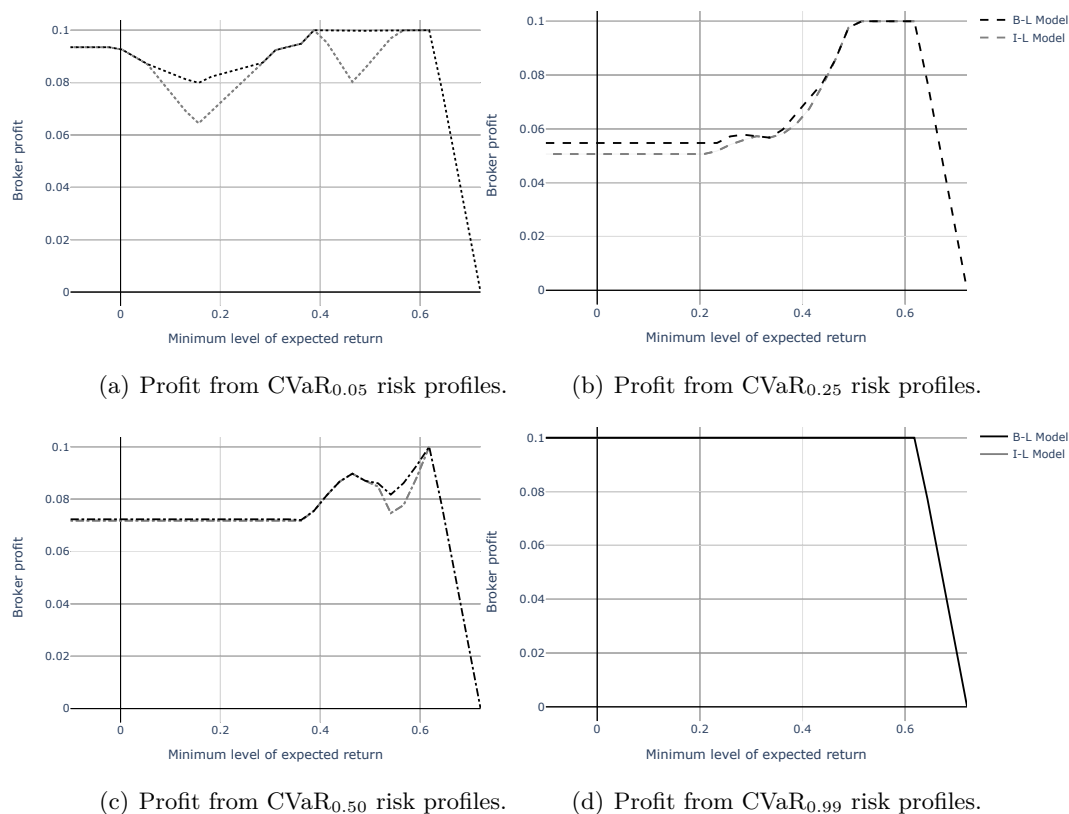 0.1
0.08
0.06
0.04
0.02
0
0
0.2
0.4
0.6
Minimum level of expected return
Broker profit
(a) Profit from CVaR0.05 risk profiles.
0.1
0.08
0.06
0.04
0.02
0
0
0.2
0.4
0.6
Minimum level of expected return
Broker profit
B-L Model
I-L Model
(b) Profit from CVaR0.25 risk profiles.
0.1
0.08
0.06
0.04
0.02
0
0
0.2
0.4
0.6
Minimum level of expected return
Broker profit
(c) Profit from CVaR0.50 risk profiles.
0.1
0.08
0.06
0.04
0.02
0
0
0.2
0.4
0.6
Minimum level of expected return
Broker profit
B-L Model
I-L Model
(d) Profit from CVaR0.99 risk profiles.